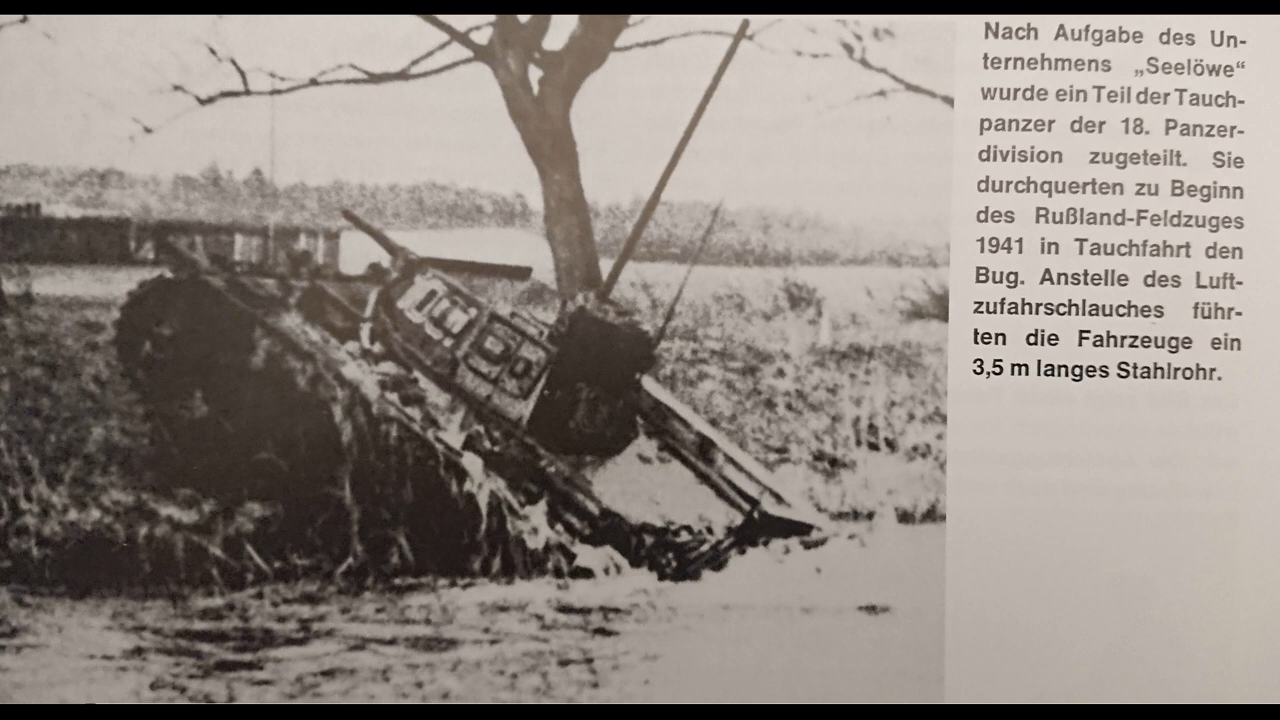 Nach Aufgabe des Un-
ternehmens „Seelöwe“
wurde ein Teil der Tauch-
panzer der 18. Panzer-
division zugeteilt. Sie
durchquerten zu Beginn
des Rußland-Feldzuges
1941 in Tauchfahrt den
Bug. Anstelle des Luft-
zufahrschlauches führ-
ten die Fahrzeuge ein
3,5 m langes Stahlrohr.